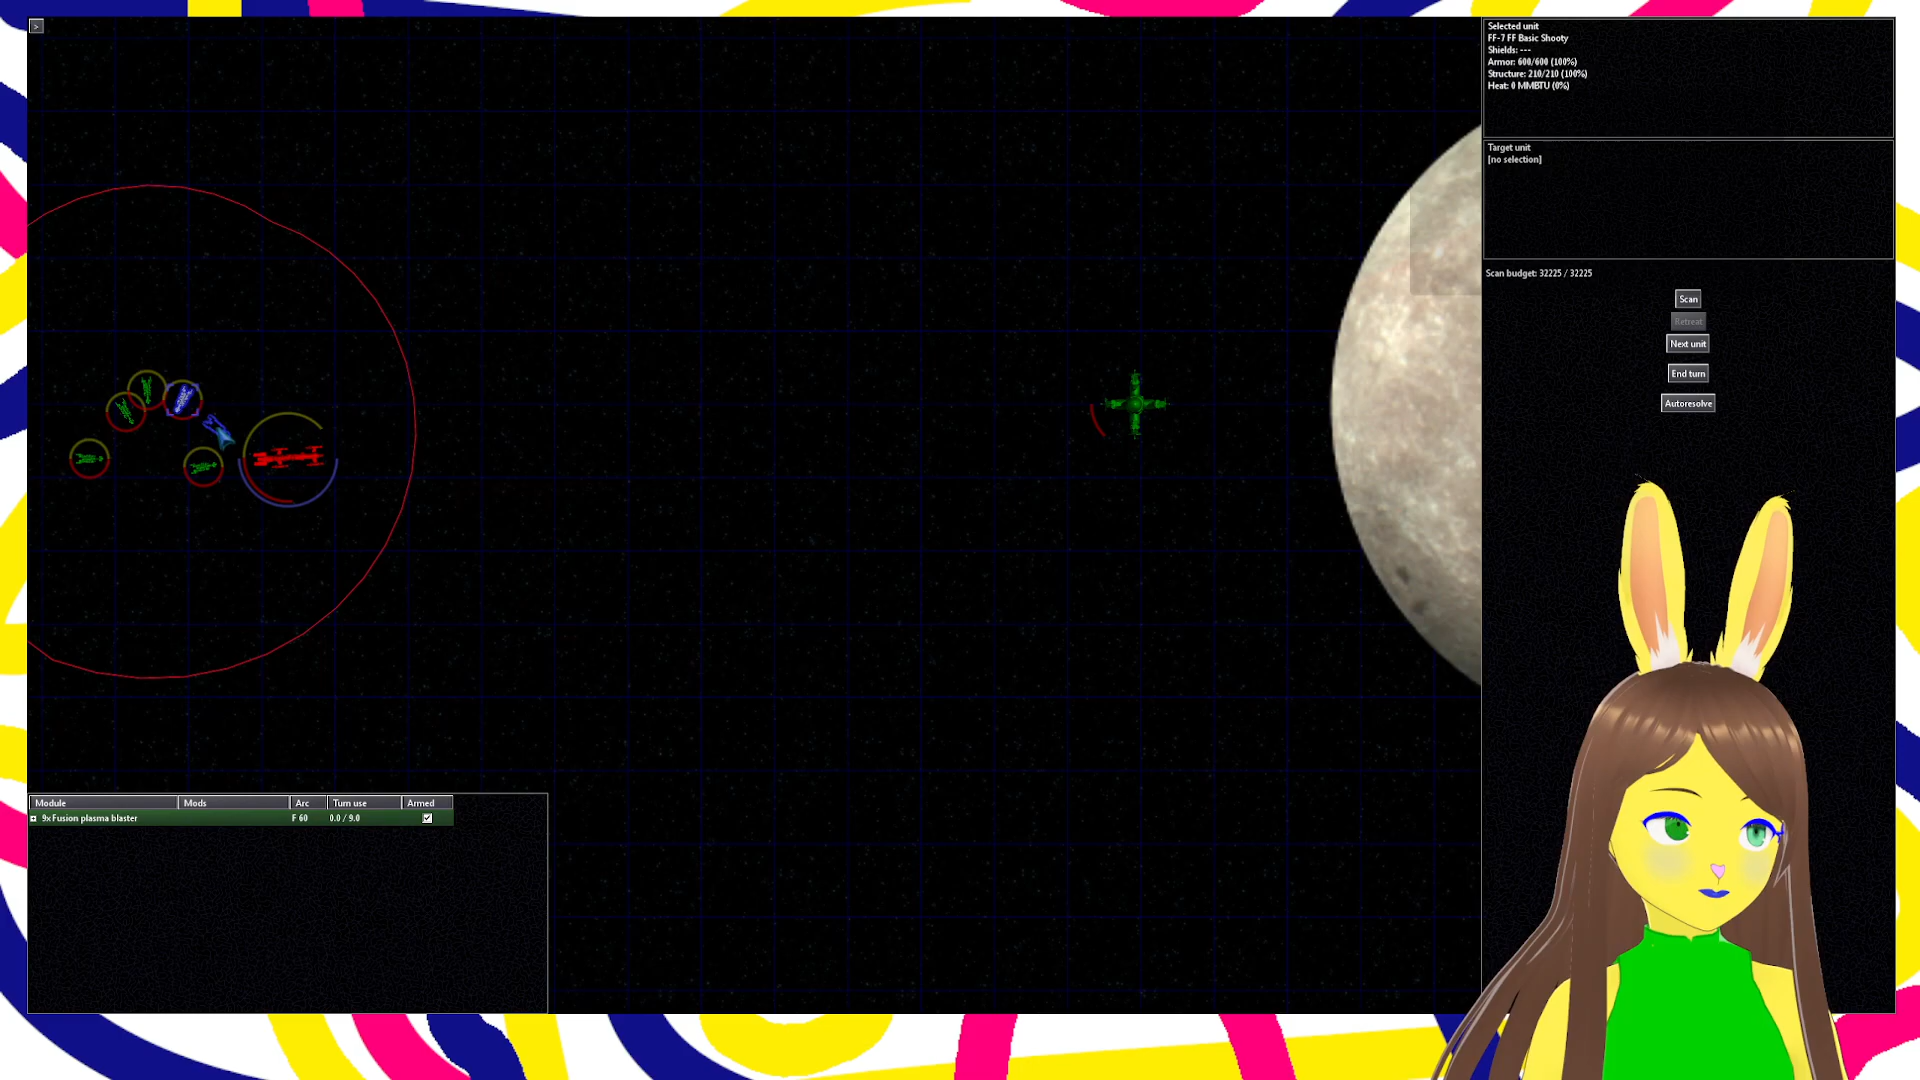 >
Selected unit
FF-7 FF Basic Shooty
Shields: ---
Armor: 600/600 (100%)
Structure: 210/210 (100%)
Heat: 0 MMBTU (0%)
Target unit
[no selection]
Scan budget: 32225 / 32225
Scan
Retreat
Next unit
End turn
Autoresolve
Module Mods Arc Turn use Armed
9x Fusion plasma blaster F 60 0.0 / 9.0